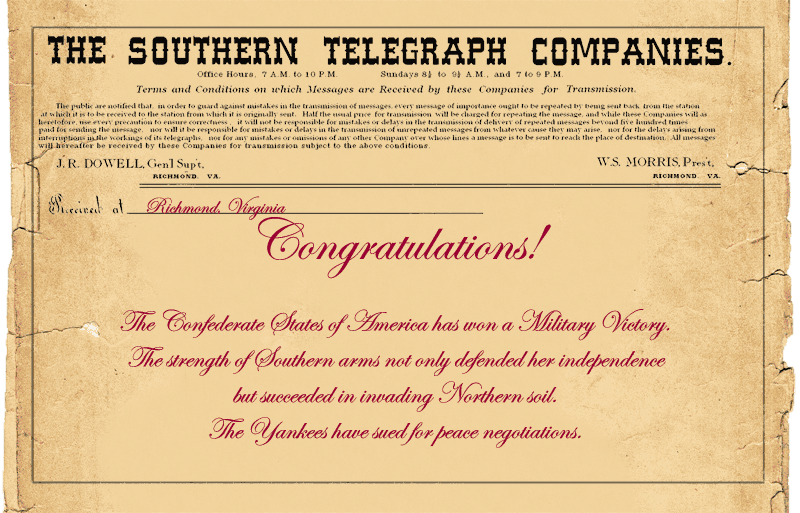 THE SOUTHERN TELEGRAPH COMPANIES.
Office Hours, 7 A.M. to 10 P.M. Sundays 8½ to 9½ A.M., and 7 to 9 P.M.
Terms and Conditions on which Messages are Received by these Companies for Transmission.
The public are notified that, in order to guard against mistakes in the transmission of messages, every message of importance ought to be repeated by being sent back from the station
at which it is to be received to the station from which it is originally sent. Half the usual price for transmission will be charged for repeating the message, and while these Companies will as
heretofore, use every precaution to ensure correctness, it will not be responsible for mistakes or delays in the transmission of delivery of repeated messages beyond five hundred times
paid for sending the message, nor will it be responsible for mistakes or delays in the transmission of unrepeated messages from whatever cause they may arise, nor for the delays arising from
interruptions in the workings of its telegraphs, nor for any mistakes or omissions of any other Company over whose lines a message is to be sent to reach the place of destination. All messages
will hereafter be received by these Companies for transmission subject to the above conditions.
J. R. DOWELL, Gen'l Sup't, W.S. MORRIS, Pres't,
RICHMOND, VA. RICHMOND, VA.
Received at Richmond, Virginia
Congratulations!
The Confederate States of America has won a Military Victory.
The strength of Southern arms not only defended her independence
but succeeded in invading Northern soil.
The Yankees have sued for peace negotiations.